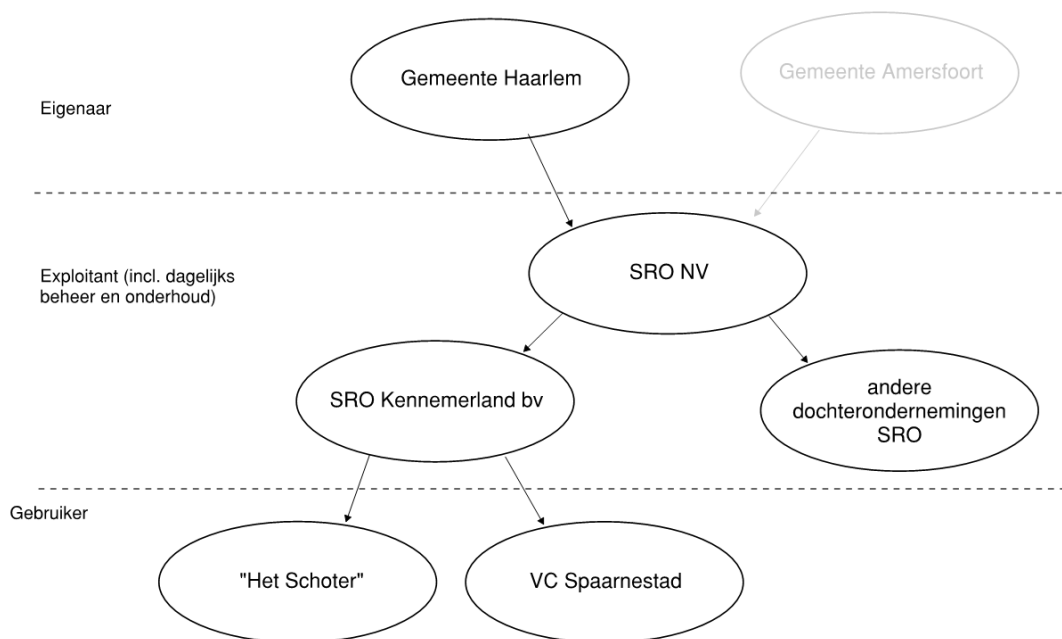 Gemeente Haarlem
Gemeente Amersfoort
Eigenaar
SRO NV
Exploitant (incl. dagelijks
beheer en onderhoud)
SRO Kennemerland bv
andere
dochterondernemingen
SRO
Gebruiker
"Het Schoter"
VC Spaarnestad